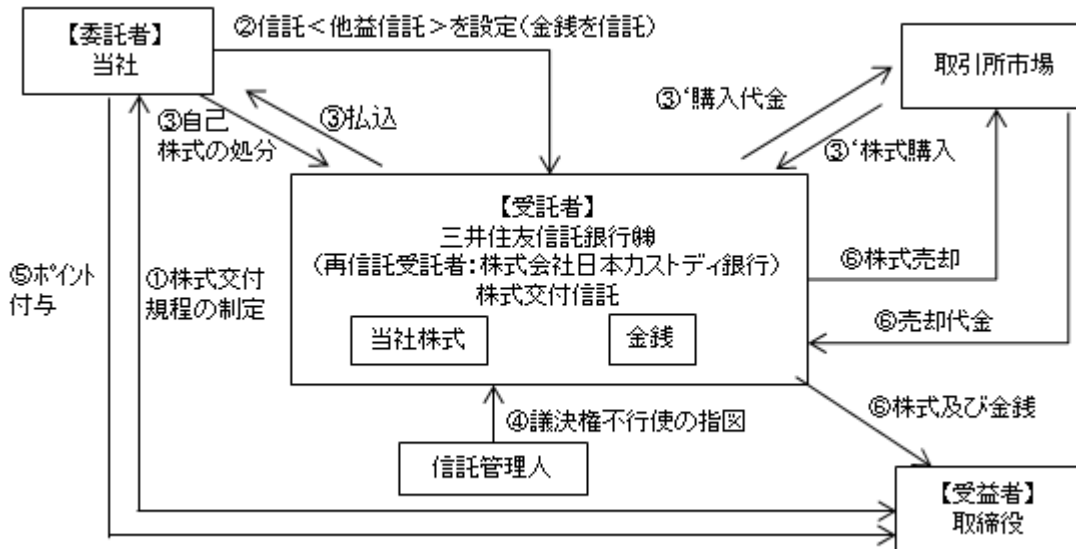 【委託者】
当社
②信託<他益信託>を設定(金銭を信託)
取引所市場
③自己
株式の処分
③払込
③‘購入代金
③‘株式購入
【受託者】
三井住友信託銀行㈱
(再信託受託者:株式会社日本カストディ銀行)
株式交付信託
当社株式
金銭
⑤ポイント
付与
①株式交付
規程の制定
⑥株式売却
⑥売却代金
④議決権不行使の指図
信託管理人
⑥株式及び金銭
【受益者】
取締役